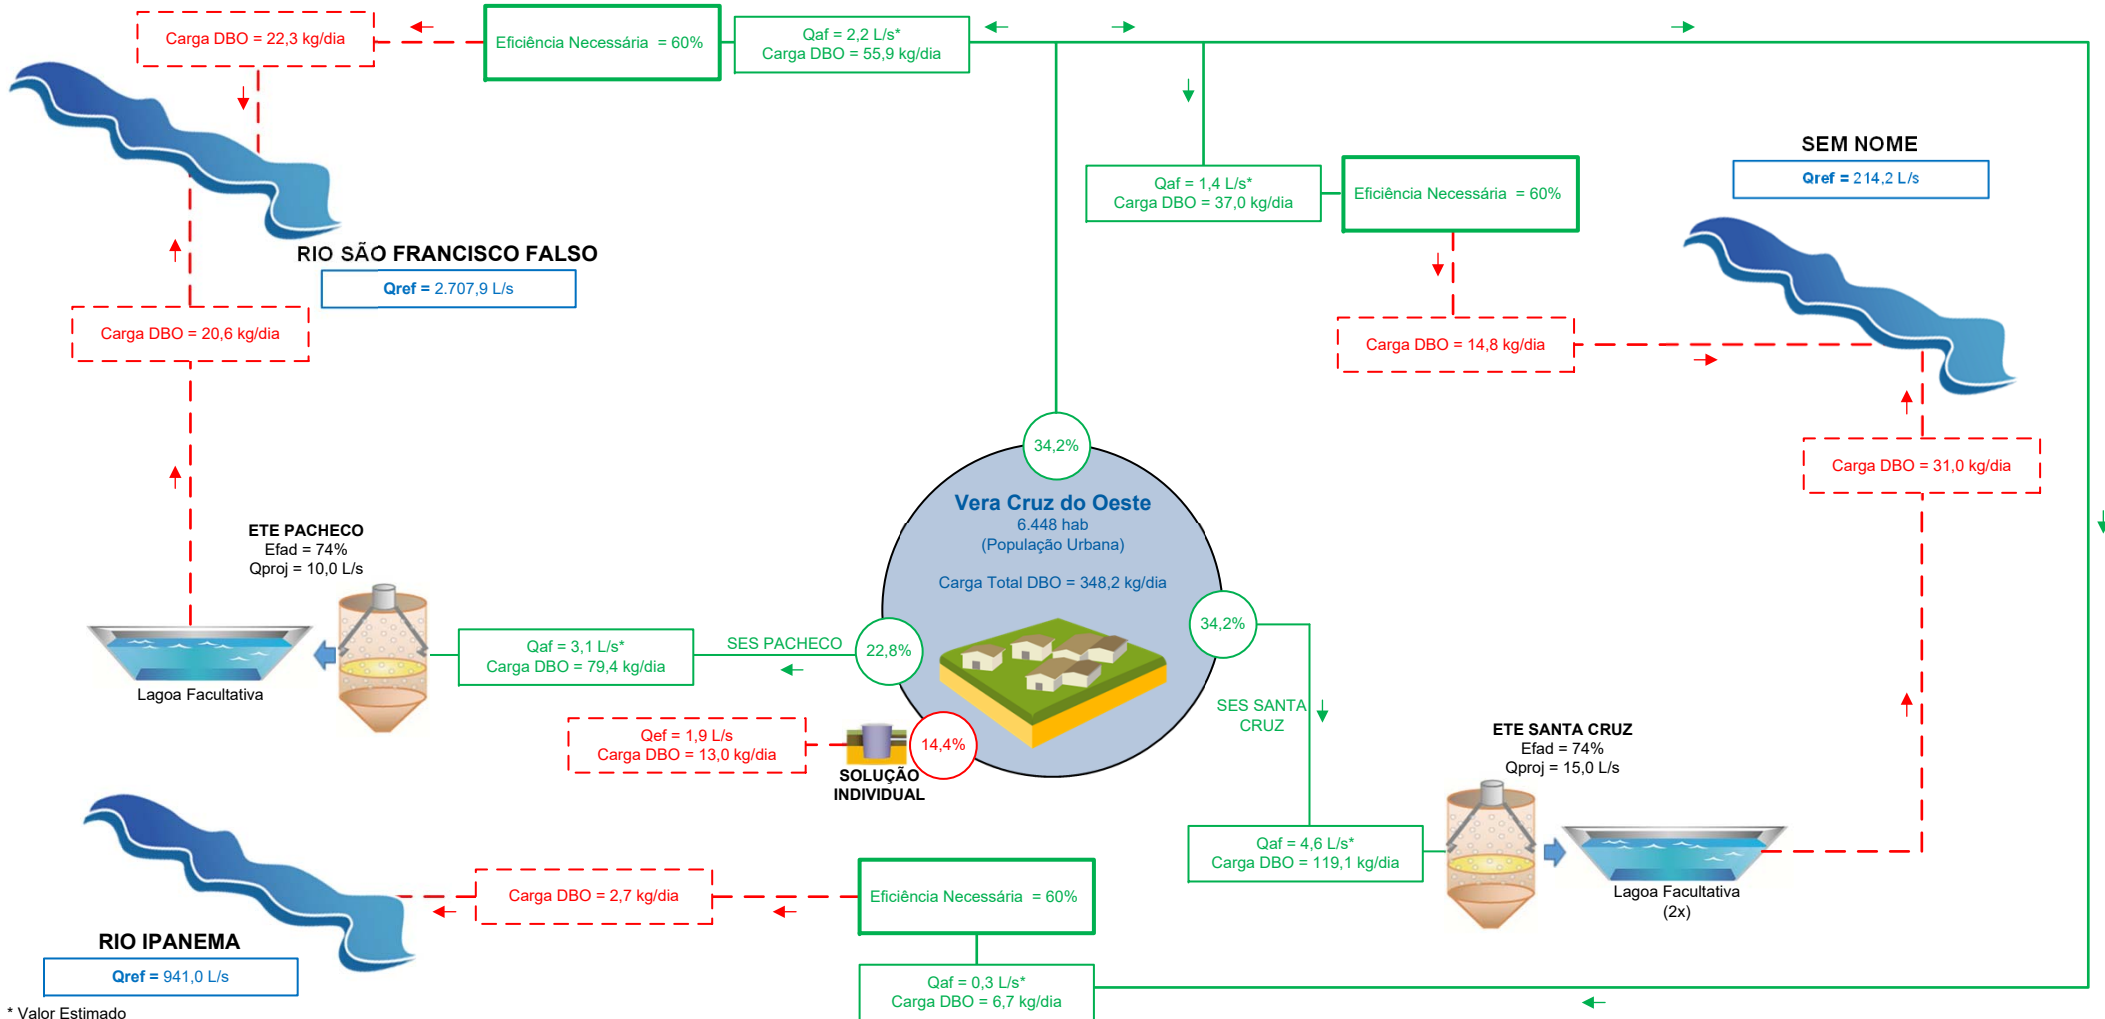 Carga DBO = 22,3 kg/dia
Eficiência Necessária = 60%
Qaf = 2,2 L/s*
Carga DBO = 55,9 kg/dia
Qaf = 1,4 L/s*
Carga DBO = 37,0 kg/dia
Eficiência Necessária = 60%
SEM NOME
Qref = 214,2 L/s
RIO SÃO FRANCISCO FALSO
Qref = 2.707,9 L/s
Carga DBO = 20,6 kg/dia
Carga DBO = 14,8 kg/dia
Carga DBO = 31,0 kg/dia
34,2%
Vera Cruz do Oeste
6.448 hab
(População Urbana)
Carga Total DBO = 348,2 kg/dia
ETE PACHECO
Efad = 74%
Qproj = 10,0 L/s
Lagoa Facultativa
Qaf = 3,1 L/s*
Carga DBO = 79,4 kg/dia
SES PACHECO
22,8%
34,2%
SES SANTA
CRUZ
Qef = 1,9 L/s
Carga DBO = 13,0 kg/dia
14,4%
SOLUÇÃO
INDIVIDUAL
ETE SANTA CRUZ
Efad = 74%
Qproj = 15,0 L/s
Qaf = 4,6 L/s*
Carga DBO = 119,1 kg/dia
Lagoa Facultativa
(2x)
Carga DBO = 2,7 kg/dia
Eficiência Necessária = 60%
RIO IPANEMA
Qref = 941,0 L/s
Qaf = 0,3 L/s*
Carga DBO = 6,7 kg/dia
* Valor Estimado